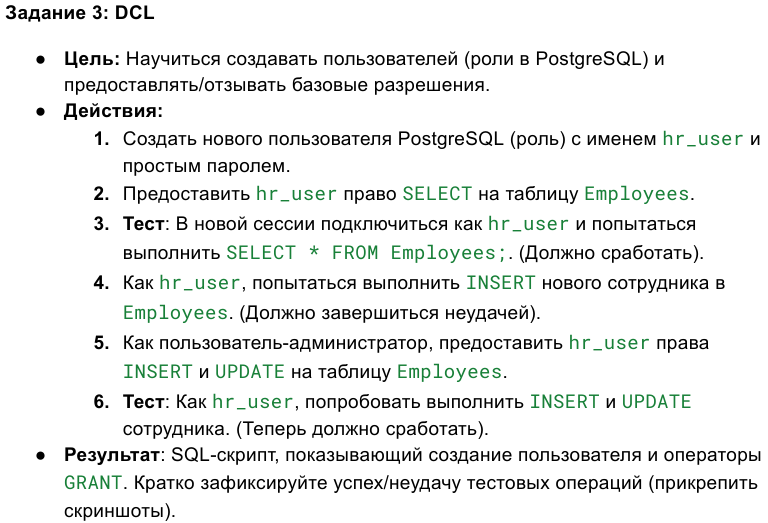 Задание 3: DCL
● Цель: Научиться создавать пользователей (роли в PostgreSQL) и
предоставлять/отзывать базовые разрешения.
● Действия:
1. Создать нового пользователя PostgreSQL (роль) с именем hr_user и
простым паролем.
2. Предоставить hr_user право SELECT на таблицу Employees.
3. Тест: В новой сессии подключиться как hr_user и попытаться
выполнить SELECT * FROM Employees;. (Должно сработать).
4. Как hr_user, попытаться выполнить INSERT нового сотрудника в
Employees. (Должно завершиться неудачей).
5. Как пользователь-администратор, предоставить hr_user права
INSERT и UPDATE на таблицу Employees.
6. Тест: Как hr_user, попробовать выполнить INSERT и UPDATE
сотрудника. (Теперь должно сработать).
● Результат: SQL-скрипт, показывающий создание пользователя и операторы
GRANT. Кратко зафиксируйте успех/неудачу тестовых операций (прикрепить
скриншоты).